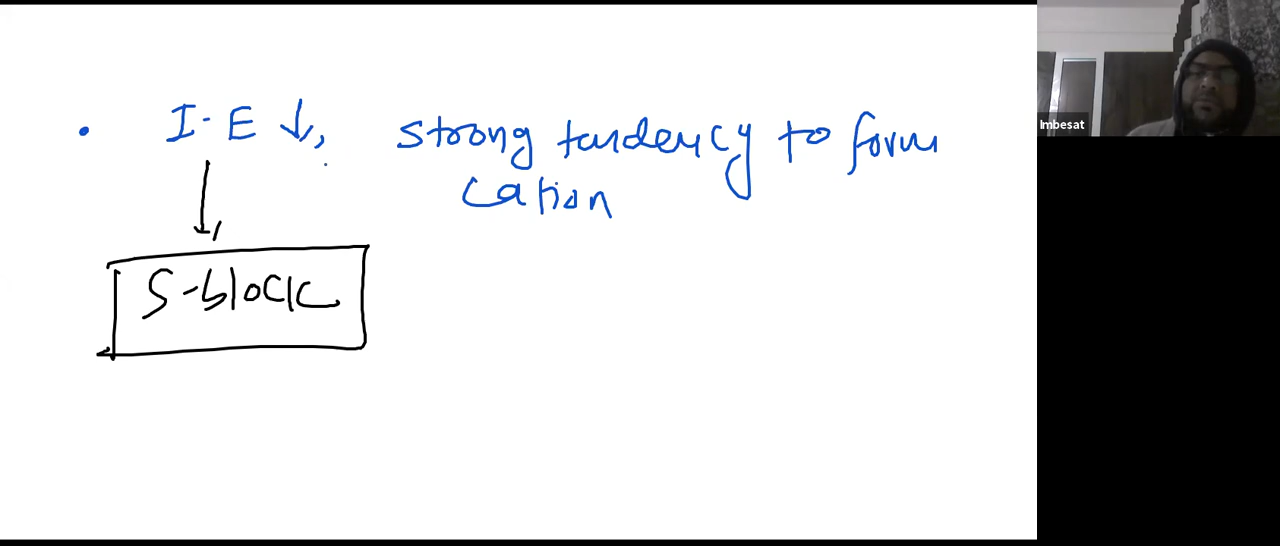 • I-E ↓, strong tendency to form
cation
S-block
Imbesat